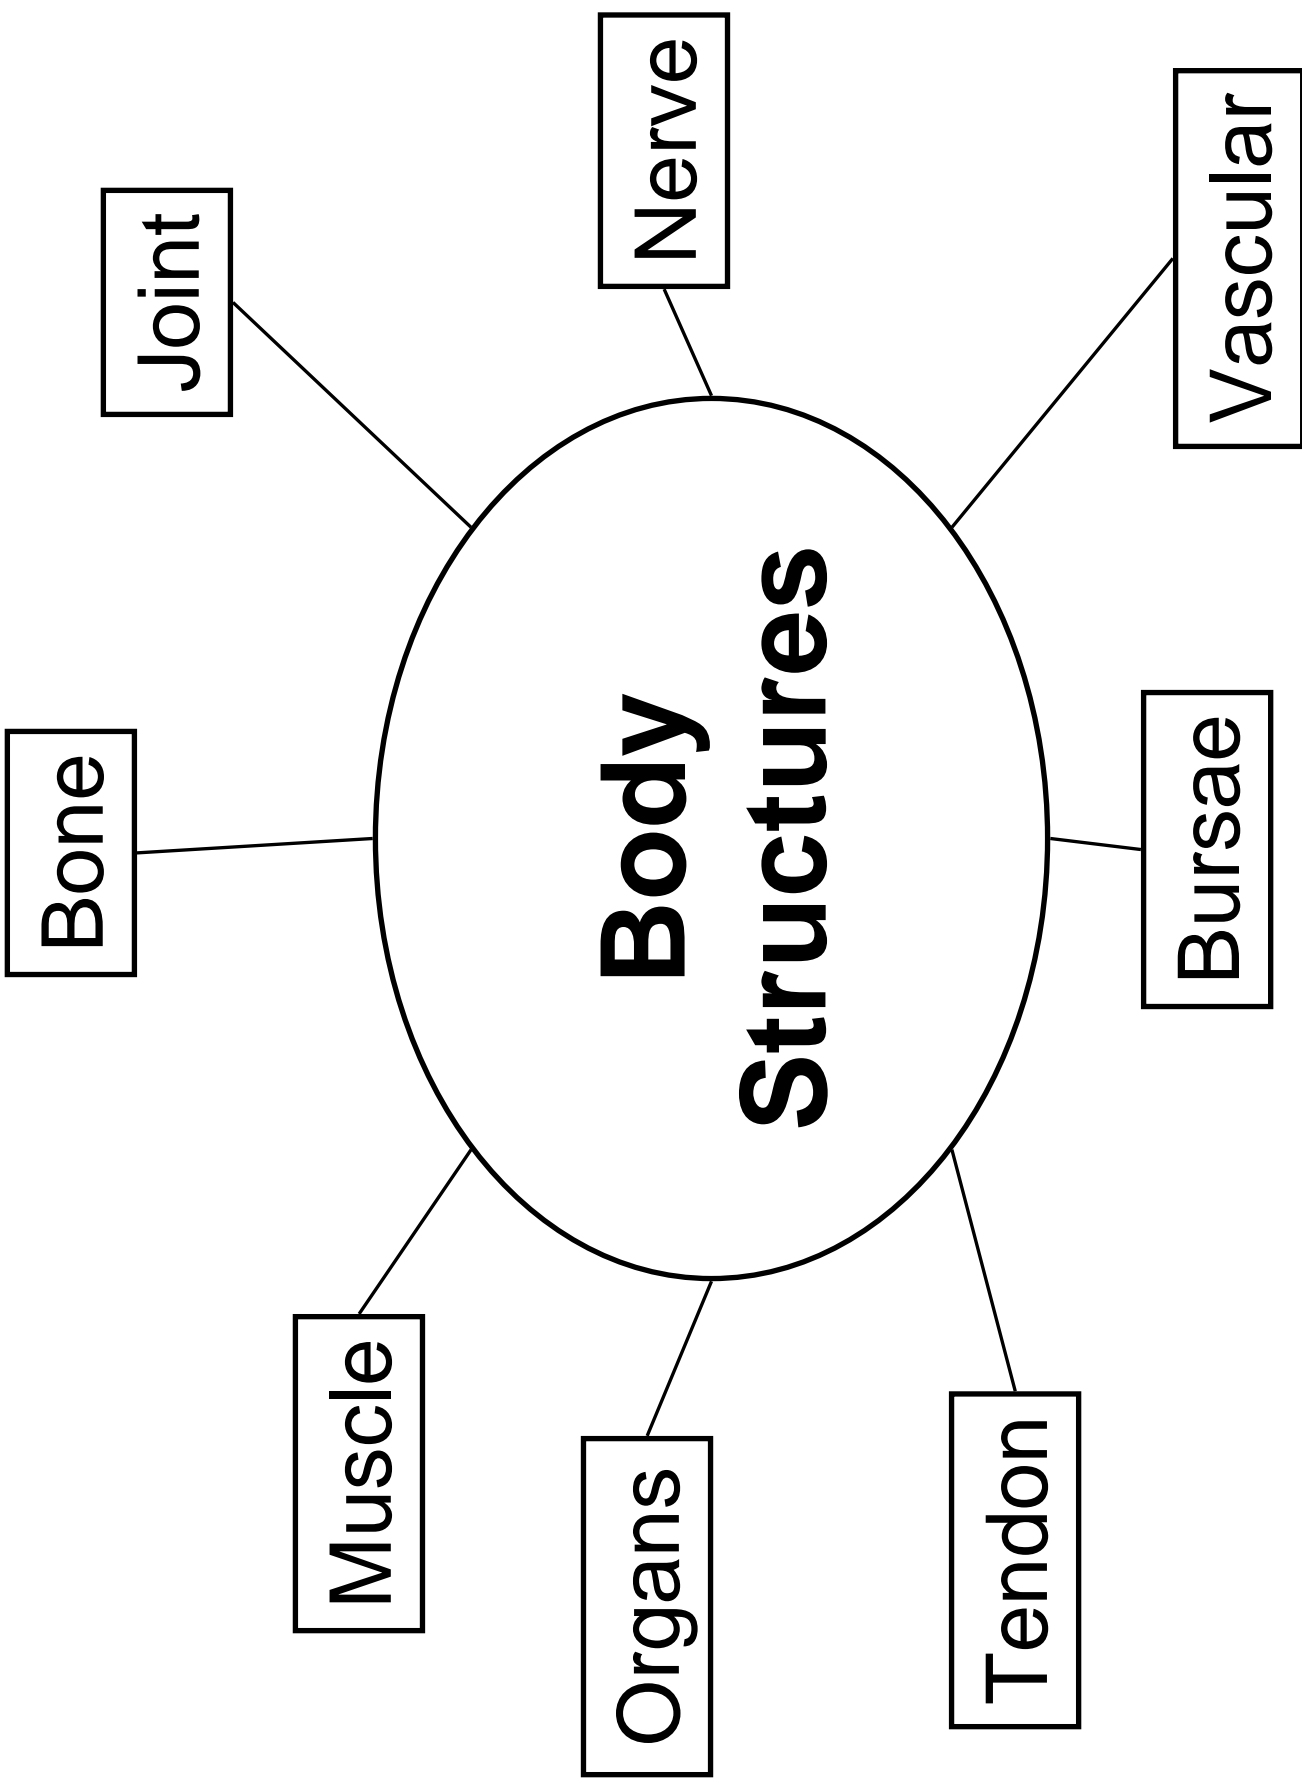 Bone
Joint
Muscle
Nerve
Organs
Body
Structures
Tendon
Bursae
Vascular